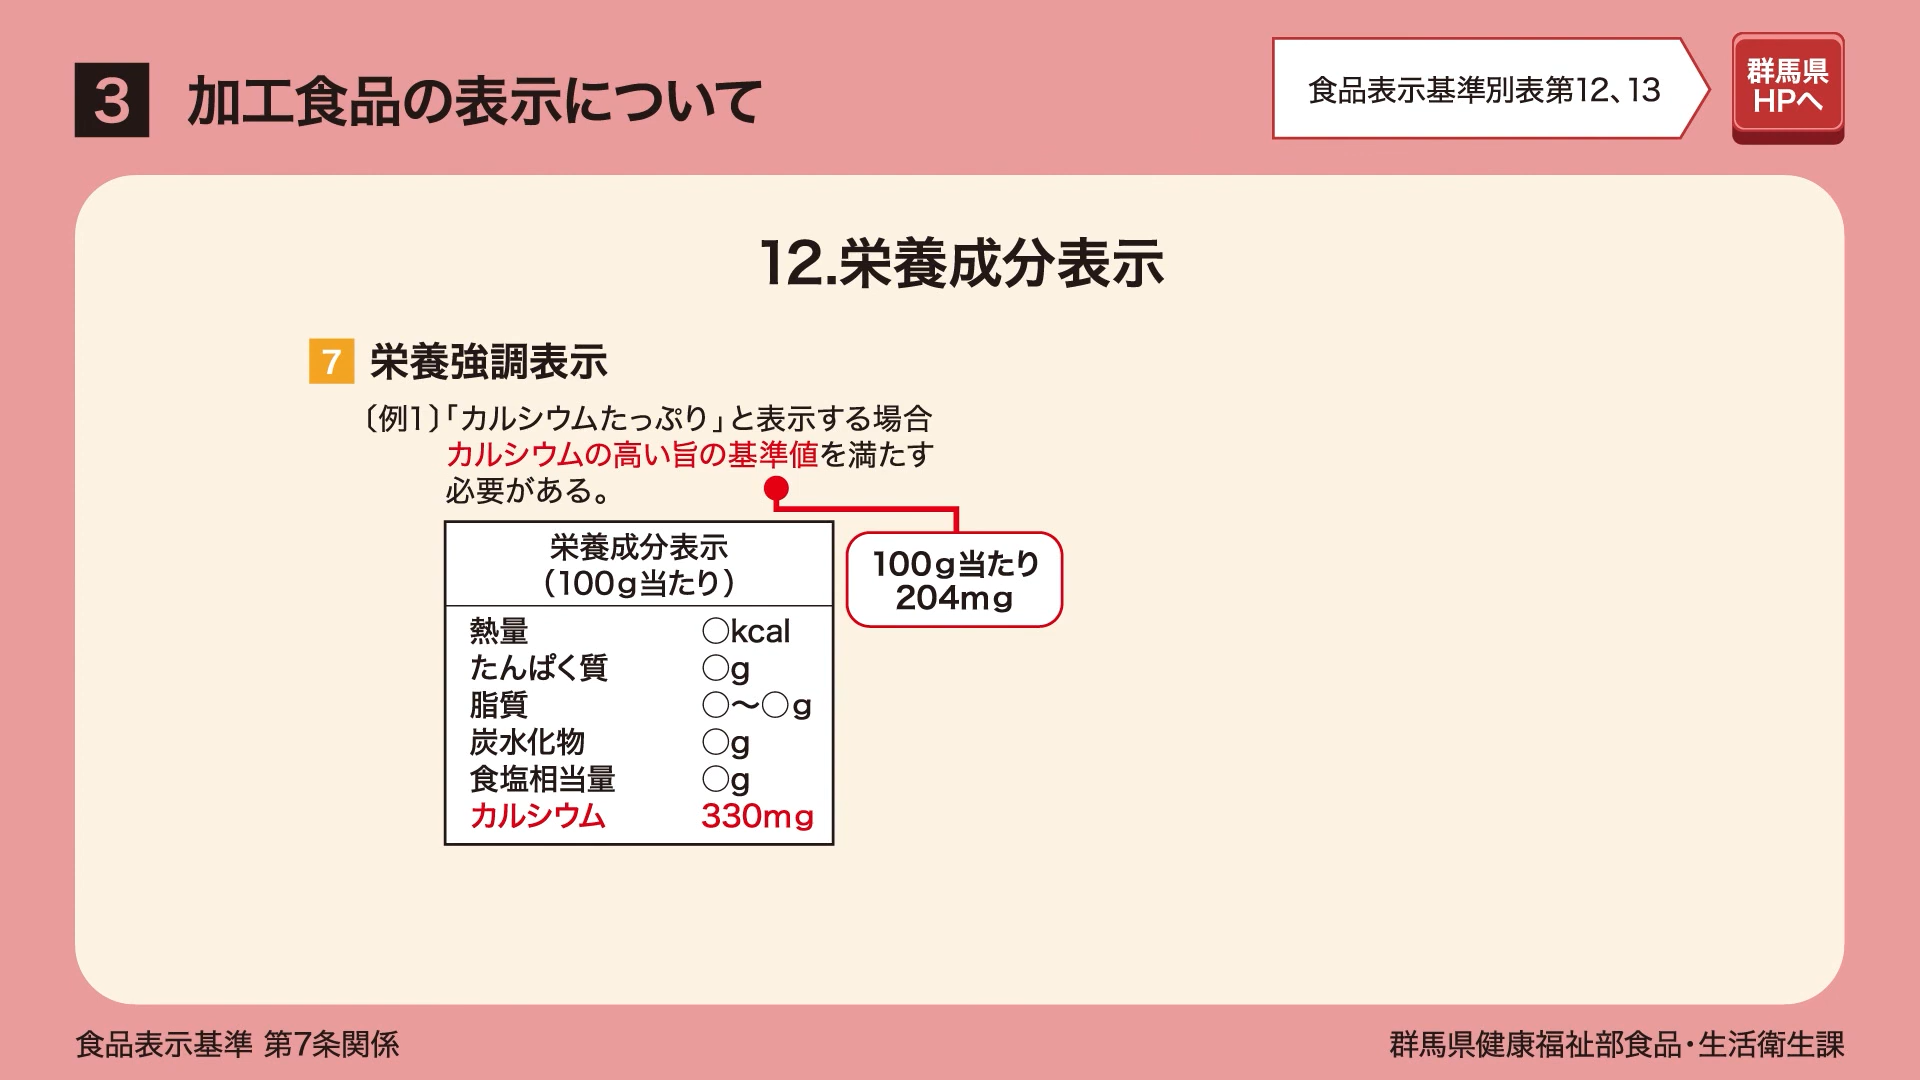 3 加工食品の表示について
食品表示基準別表第12、13
群馬県
HPへ
12.栄養成分表示
7 栄養強調表示
〔例1〕「カルシウムたっぷり」と表示する場合
カルシウムの高い旨の基準値を満たす
必要がある。
栄養成分表示
（100g当たり）
熱量 ○kcal
たんぱく質 ○g
脂質 ○〜○g
炭水化物 ○g
食塩相当量 ○g
カルシウム 330mg
100g当たり
204mg
食品表示基準 第7条関係
群馬県健康福祉部食品・生活衛生課